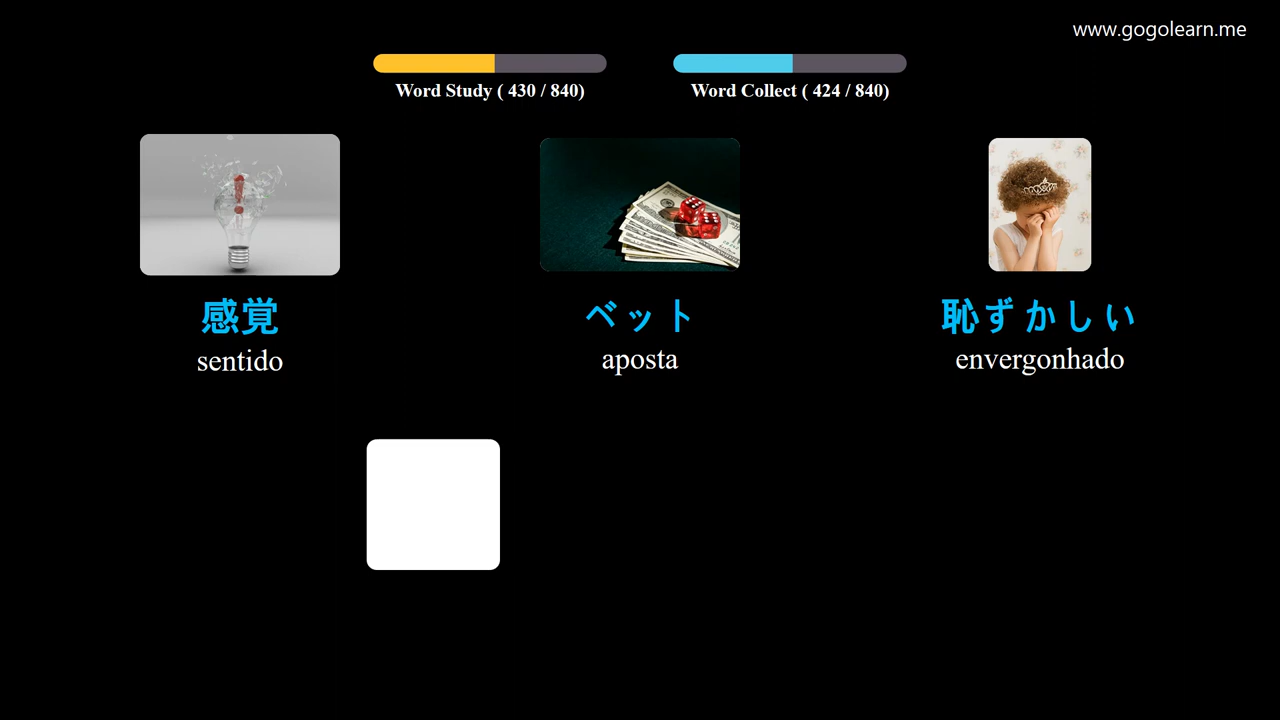 www.gogolearn.me
Word Study ( 430 / 840)
Word Collect ( 424 / 840)
感覚
sentido
ベット
aposta
恥ずかしい
envergonhado